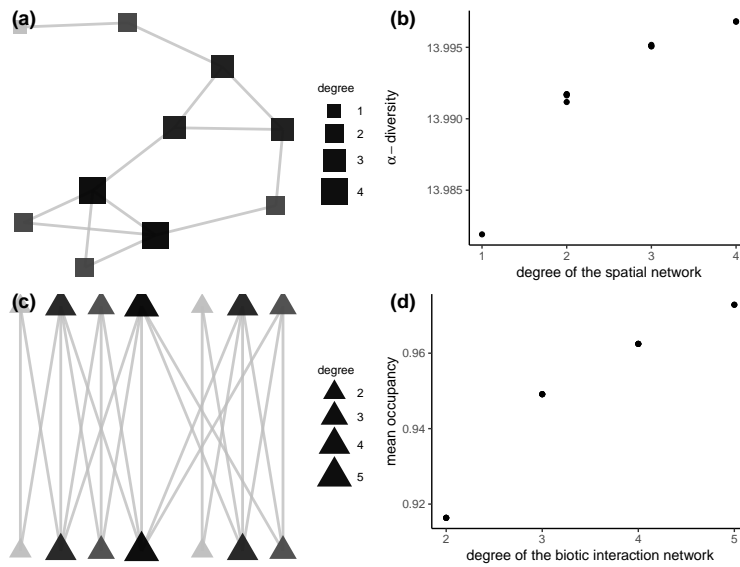 (a)
degree
1
2
3
4
(b)
13.995
13.990
13.985
α − diversity
1
2
3
4
degree of the spatial network
(c)
degree
2
3
4
5
(d)
0.96
0.94
0.92
mean occupancy
2
3
4
5
degree of the biotic interaction network